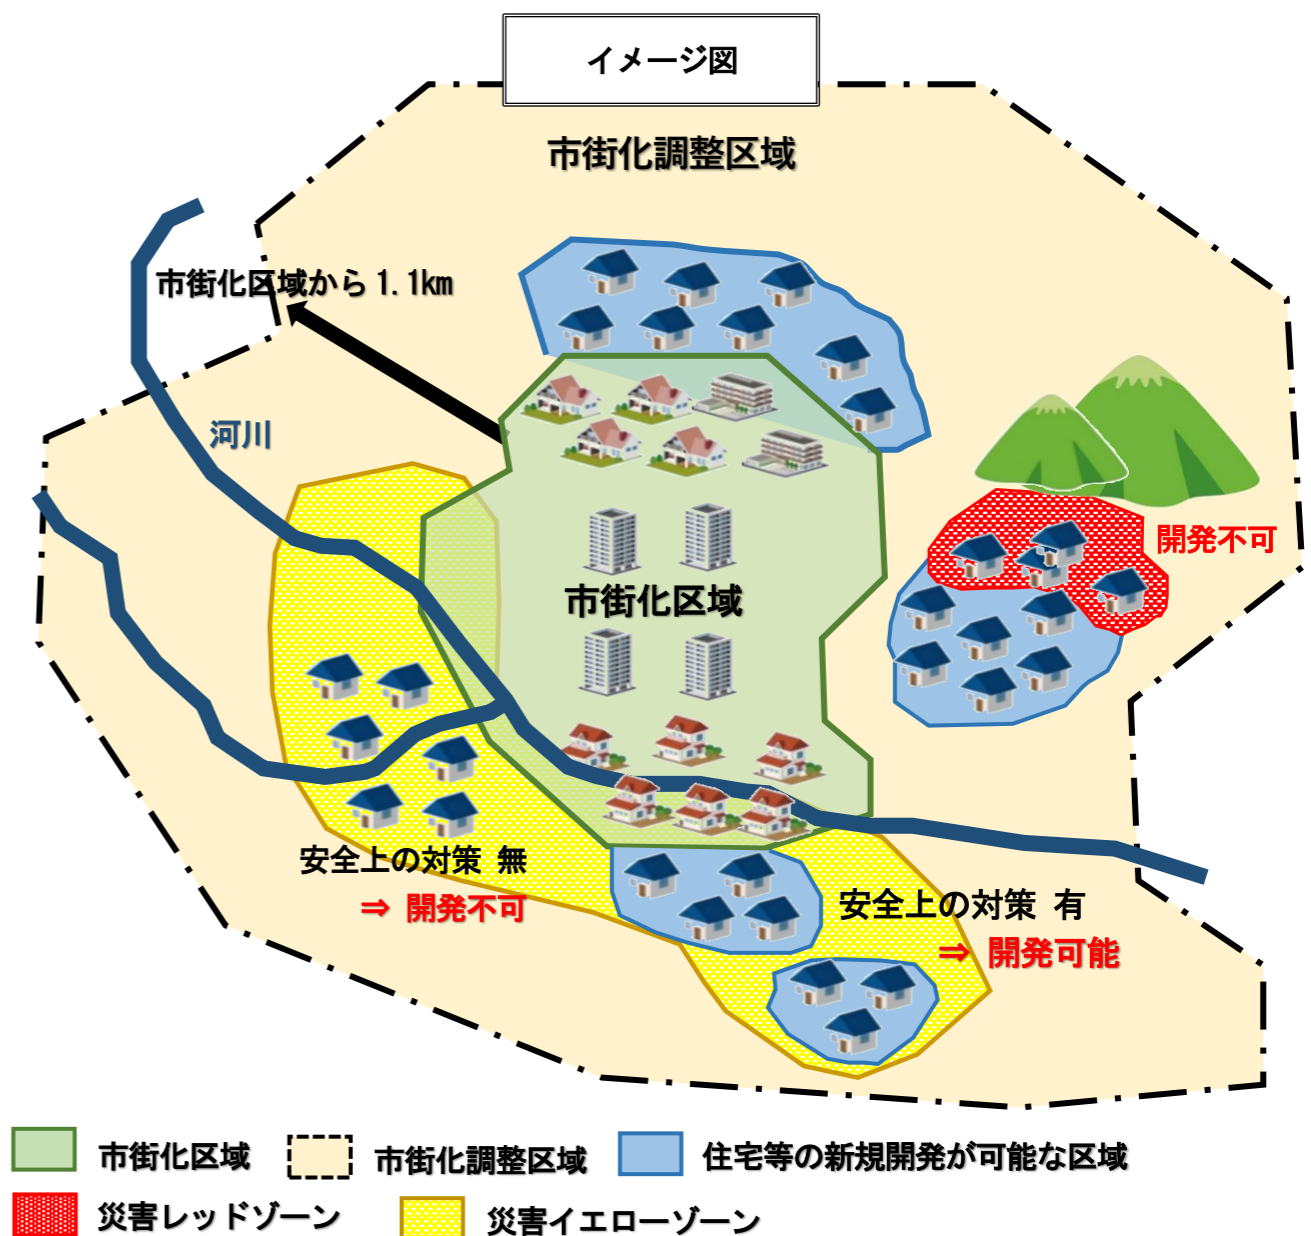 イメージ図
市街化調整区域
市街化区域から1.1km
河川
開発不可
市街化区域
安全上の対策 無
⇒ 開発不可
安全上の対策 有
⇒ 開発可能
市街化区域
市街化調整区域
住宅等の新規開発が可能な区域
災害レッドゾーン
災害イエローゾーン